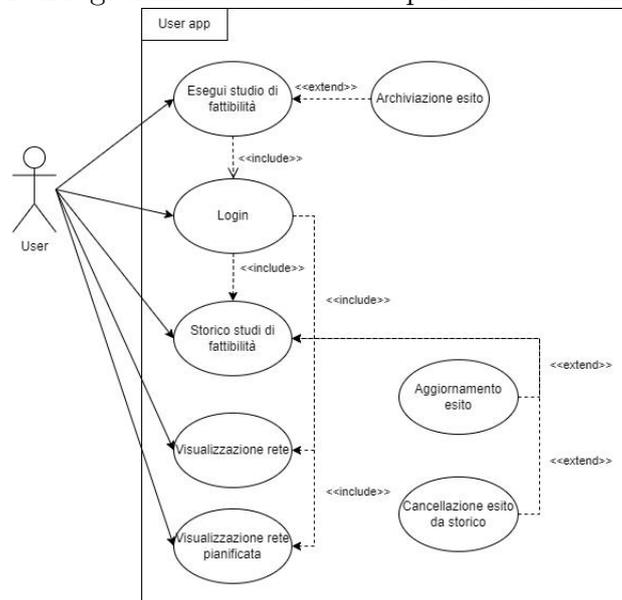 User app
Esegui studio di
fattibilità
<<extend>>
Archiviazione esito
<<include>>
Login
User
<<include>>
<<include>>
Storico studi di
fattibilità
<<extend>>
Aggiornamento
esito
Visualizzazione rete
<<extend>>
<<include>>
Cancellazione esito
da storico
Visualizzazione rete
pianificata